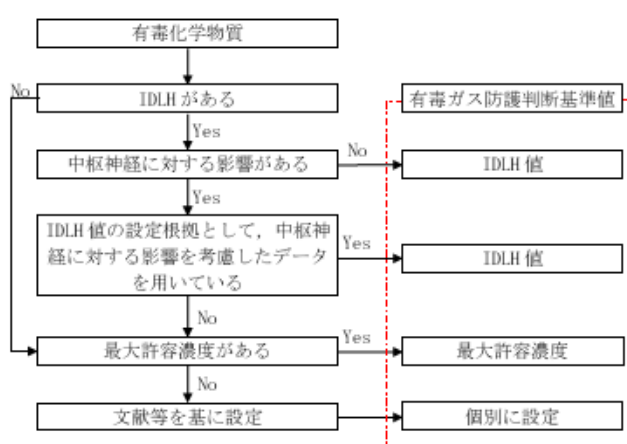 有毒化学物質
No
IDLHがある
有毒ガス防護判断基準値
Yes
中枢神経に対する影響がある
No
IDLH値
Yes
IDLH値の設定根拠として，中枢神
経に対する影響を考慮したデータ
を用いている
Yes
IDLH値
No
最大許容濃度がある
Yes
最大許容濃度
No
文献等を基に設定
個別に設定